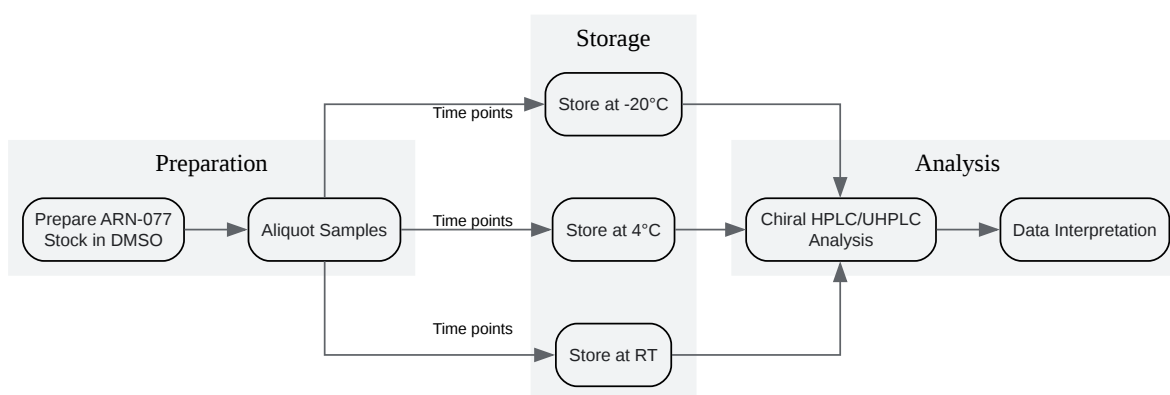 Storage
Store at -20°C
Time points
Preparation
Analysis
Prepare ARN-077
Stock in DMSO
Aliquot Samples
Time points
Store at 4°C
Chiral HPLC/UHPLC
Analysis
Data Interpretation
Time points
Store at RT